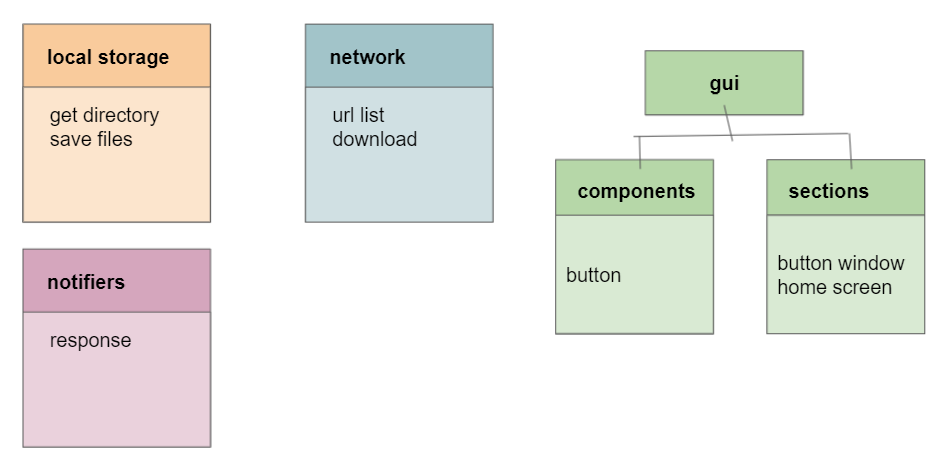 local storage
get directory
save files
network
url list
download
gui
components
button
sections
button window
home screen
notifiers
response